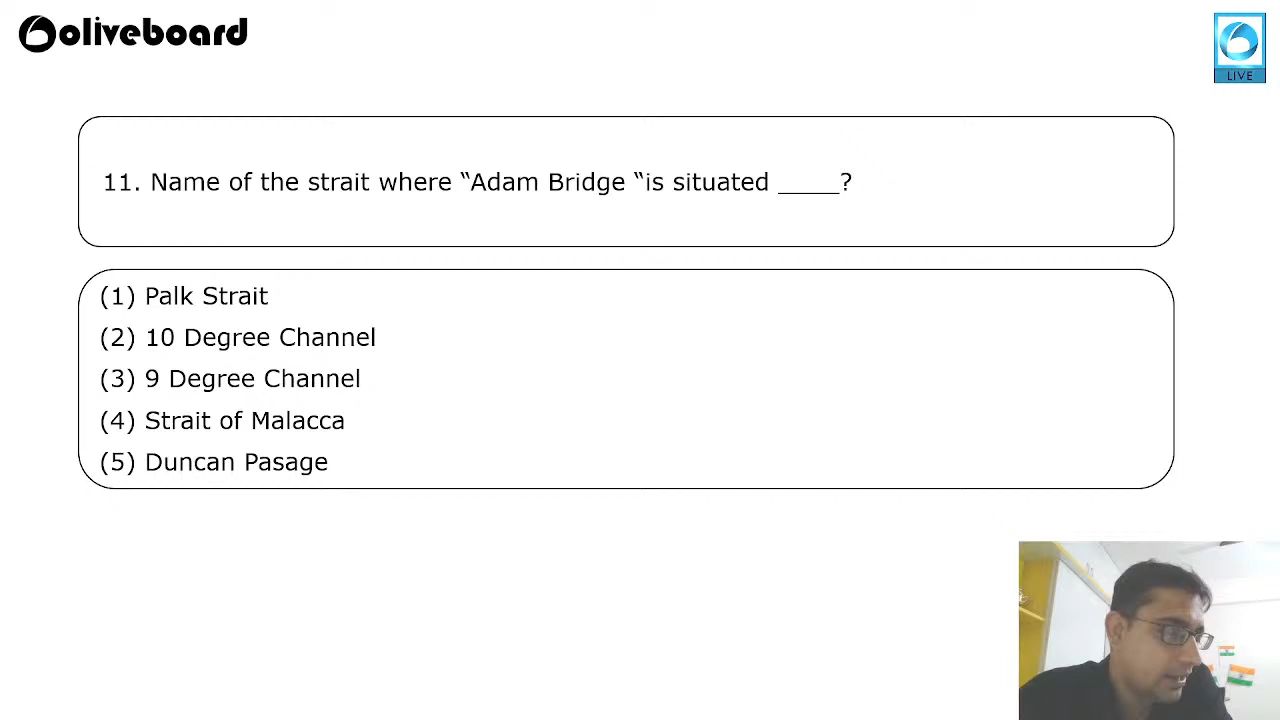 oliveboard
LIVE
11. Name of the strait where “Adam Bridge “is situated _____?
(1) Palk Strait
(2) 10 Degree Channel
(3) 9 Degree Channel
(4) Strait of Malacca
(5) Duncan Pasage